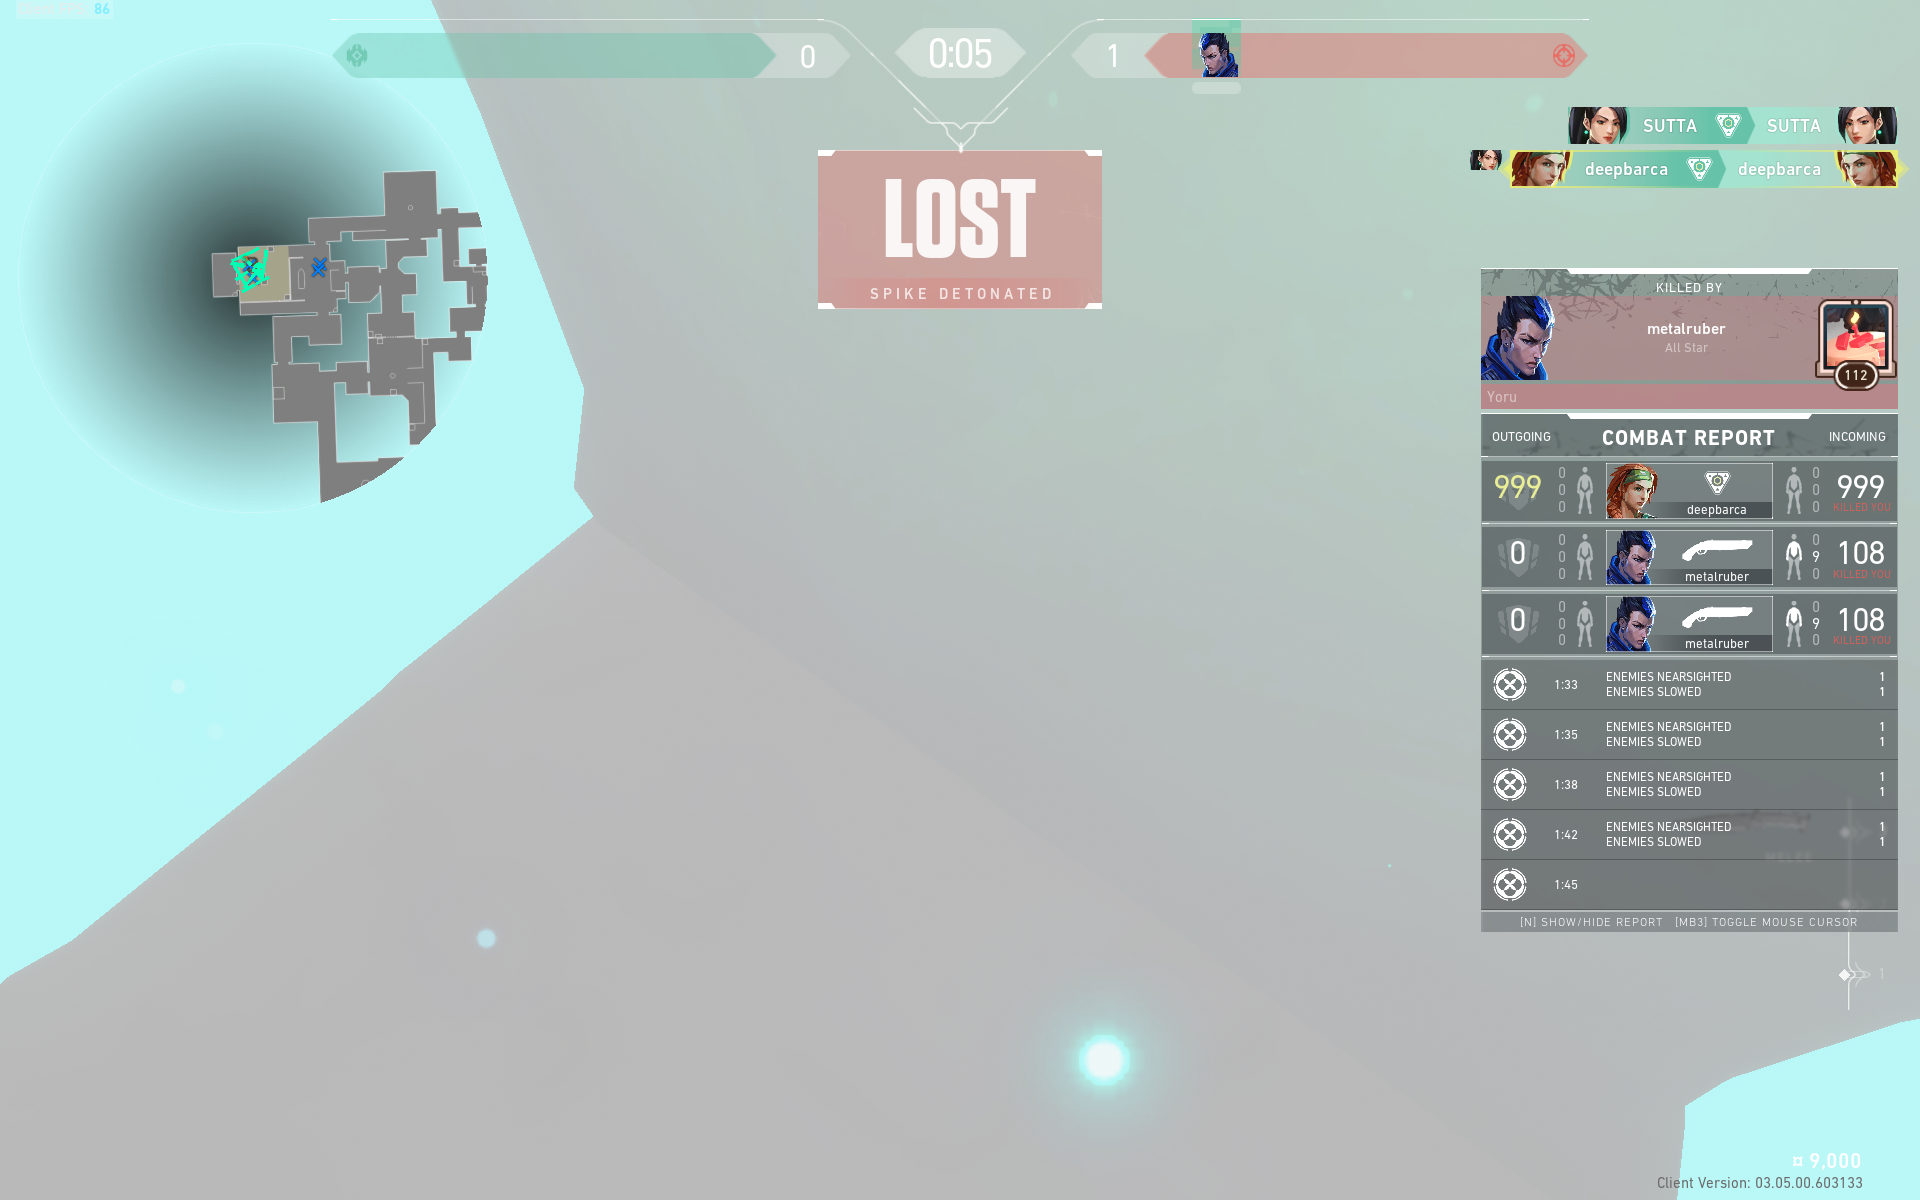 86
0
0:05
1
LOST
SPIKE DETONATED
SUTTA SUTTA
deepbarca deepbarca
KILLED BY
metalruber
All Star
112
Yoru
OUTGOING COMBAT REPORT INCOMING
999 0 0 0 deepbarca 0 0 0 999 KILLED YOU
0 0 0 0 metalruber 0 9 0 108 KILLED YOU
0 0 0 0 metalruber 0 9 0 108 KILLED YOU
1:33 ENEMIES NEARSIGHTED 1
ENEMIES SLOWED 1
1:35 ENEMIES NEARSIGHTED 1
ENEMIES SLOWED 1
1:38 ENEMIES NEARSIGHTED 1
ENEMIES SLOWED 1
1:42 ENEMIES NEARSIGHTED 1
ENEMIES SLOWED 1
MELEE
1:45
[N] SHOW/HIDE REPORT [MB3] TOGGLE MOUSE CURSOR
1
¤ 9,000
Client Version: 03.05.00.603133